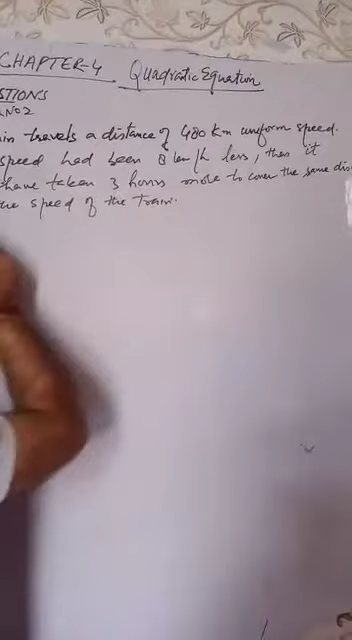 CHAPTER-4 Quadratic Equation
STIONS
NO2
in travels a distance of 480 km uniform speed.
speed had been 8 km/h less, then it
have taken 3 hours more to cover the same dis
he speed of the train.